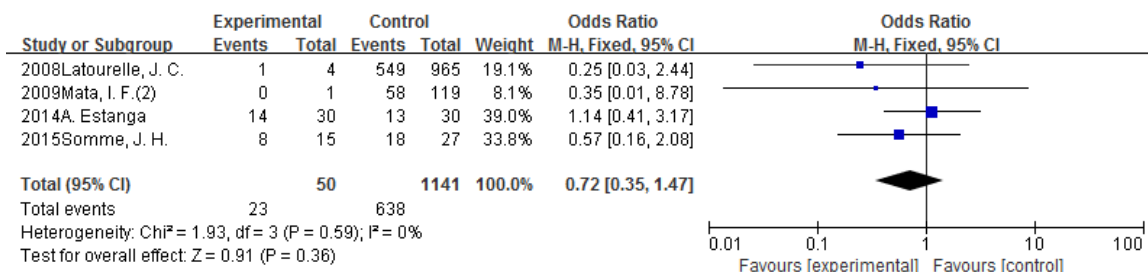 Experimental Control Odds Ratio Odds Ratio
Study or Subgroup Events Total Events Total Weight M-H, Fixed, 95% CI M-H, Fixed, 95% CI
2008Latourelle, J. C. 1 4 549 965 19.1% 0.25 [0.03, 2.44]
2009Mata, I. F.(2) 0 1 58 119 8.1% 0.35 [0.01, 8.78]
2014A. Estanga 14 30 13 30 39.0% 1.14 [0.41, 3.17]
2015Somme, J. H. 8 15 18 27 33.8% 0.57 [0.16, 2.08]
Total (95% CI) 50 1141 100.0% 0.72 [0.35, 1.47]
Total events 23 638
Heterogeneity: Chi² = 1.93, df = 3 (P = 0.59); I² = 0%
Test for overall effect: Z = 0.91 (P = 0.36)
0.01 0.1 1 10 100
Favours [experimental] Favours [control]